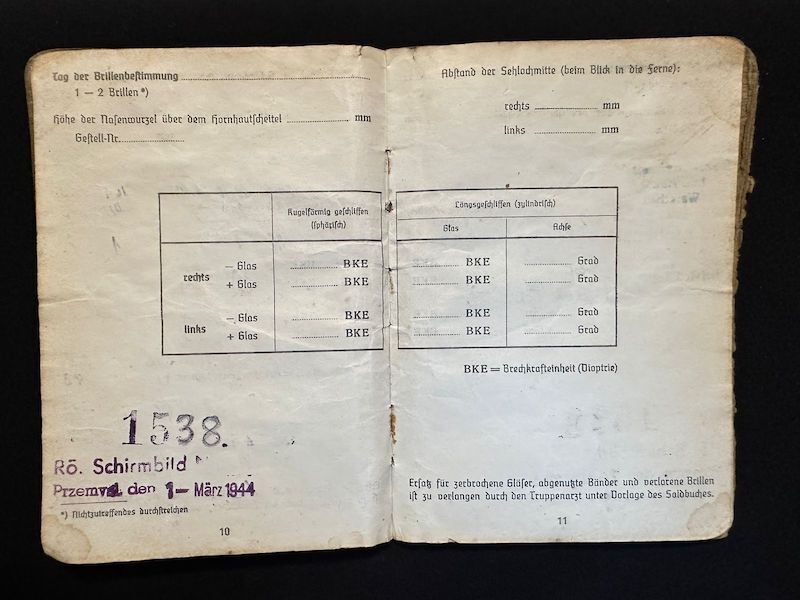 Tag der Brillenbestimmung
1 — 2 Brillen*)
Höhe der Nasenwurzel über dem Hornhautscheitel ............... mm
Gestell-Nr. ...............
Kugelförmig geschliffen
(sphärisch)
rechts
— Glas ............ BKE
+ Glas ............ BKE
links
— Glas ............ BKE
+ Glas ............ BKE
1538.
Rö. Schirmbild
Przemysl den 1 — März 1944
*) Nichtzutreffendes durchstreichen
10
Abstand der Sehlochmitte (beim Blick in die Ferne):
rechts ............... mm
links ............... mm
Längsgeschliffen (zylindrisch)
Glas Achse
............ BKE ............ Grad
............ BKE ............ Grad
............ BKE ............ Grad
............ BKE ............ Grad
BKE = Brechkrafteinheit (Dioptrie)
Ersatz für zerbrochene Gläser, abgenutzte Bänder und verlorene Brillen
ist zu verlangen durch den Truppenarzt unter Vorlage des Soldbuches.
11